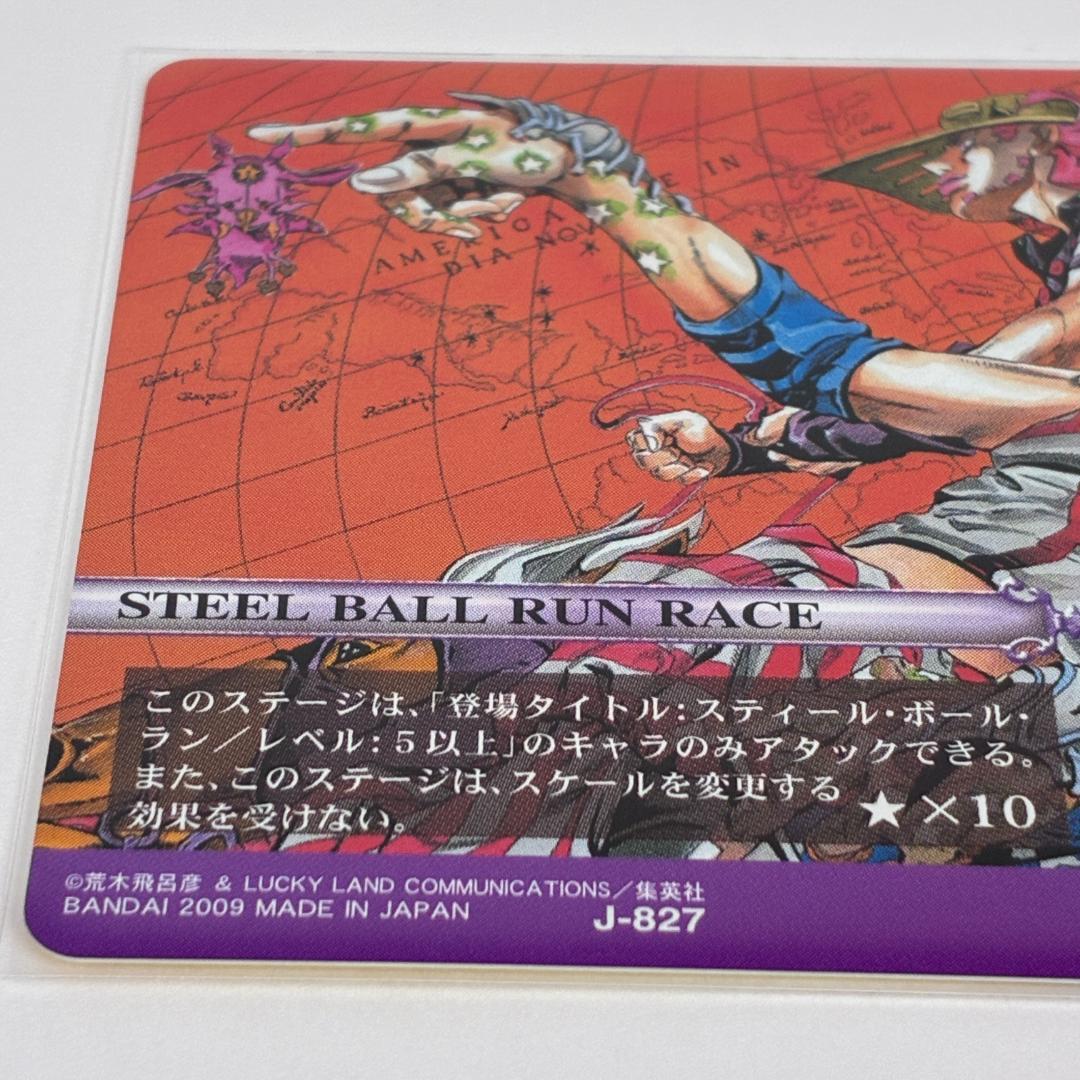 IN
AMERICA
DIA NOV
STEEL BALL RUN RACE
このステージは、「登場タイトル:スティール・ボール・
ラン／レベル:5以上」のキャラのみアタックできる。
また、このステージは、スケールを変更する
効果を受けない。
★×10
©荒木飛呂彦 & LUCKY LAND COMMUNICATIONS／集英社
BANDAI 2009 MADE IN JAPAN
J-827